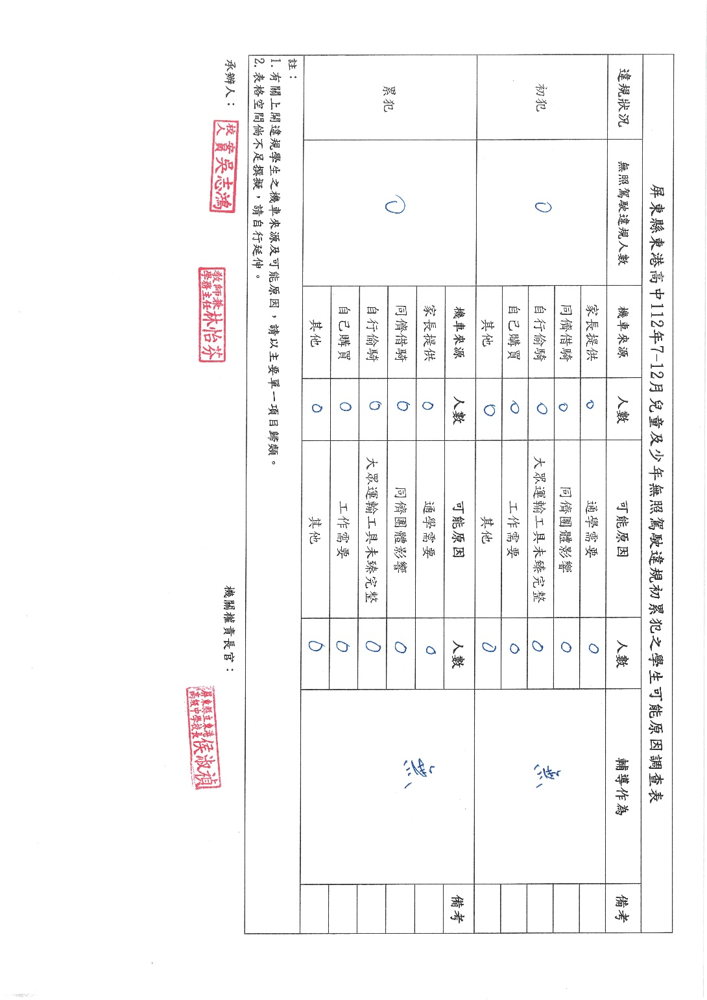 屏東縣東港高中112年7-12月兒童及少年無照駕駛違規初累犯之學生可能原因調查表
違規狀況 無照駕駛違規人數 機車來源 人數 可能原因 人數 輔導作為 備考
初犯 0 家長提供 0 通學需要 0 無
同儕借騎 0 同儕團體影響 0
自行偷騎 0 大眾運輸工具未臻完整 0
自己購買 0 工作需要 0
其他 0 其他 0
累犯 0 機車來源 人數 可能原因 人數 無 備考
家長提供 0 通學需要 0
同儕借騎 0 同儕團體影響 0
自行偷騎 0 大眾運輸工具未臻完整 0
自己購買 0 工作需要 0
其他 0 其他 0
註：
1. 有關上開違規學生之機車來源及可能原因，請以主要單一項目歸類。
2. 表格空間倘不足撰擬，請自行延伸。
承辦人： 校安人員 吳志鴻 教師兼學務主任 林怡芬 機關權責長官： 屏東縣立東港高級中學校長 侯淑禎